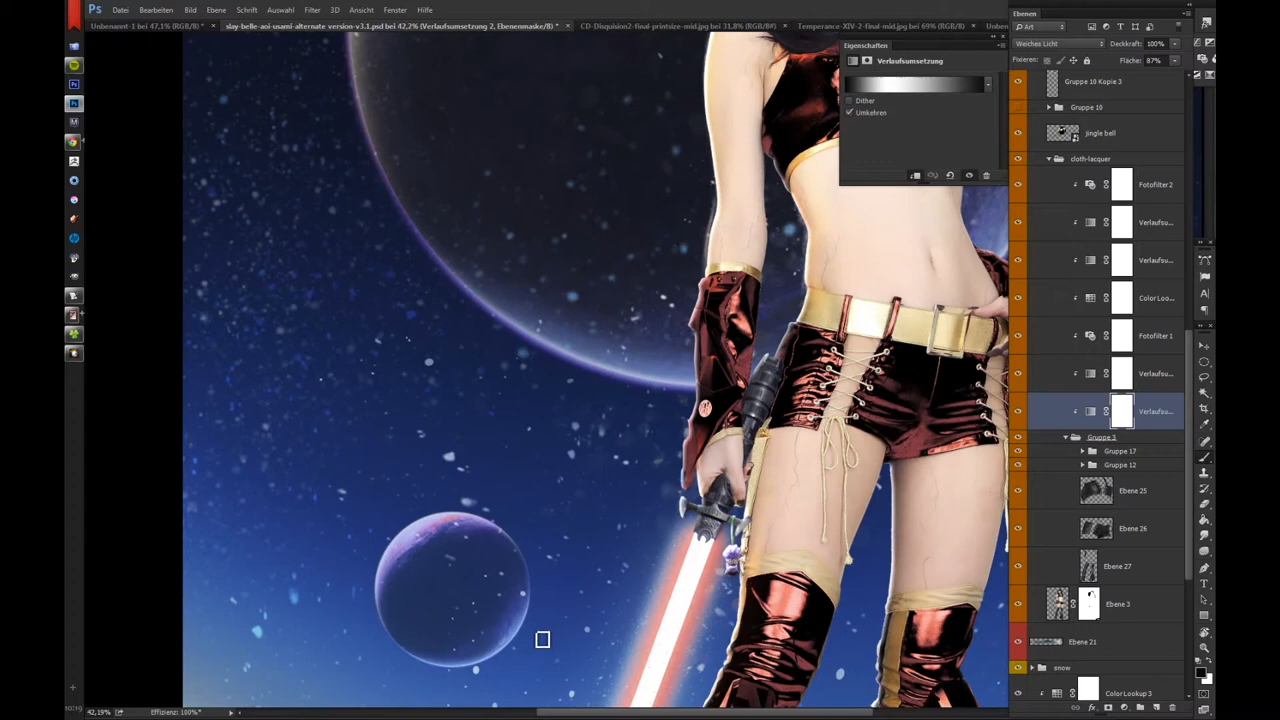 Ps Datei Bearbeiten Bild Ebene Schrift Auswahl Filter 3D Ansicht Fenster Hilfe
Unbenannt-1 bei 47,1% (RGB/8) * × slay-belle-aoi-usami-alternate version-v3.1.psd bei 42,2% (Verlaufsumsetzung 2, Ebenenmaske/8) * × CD-Disquision2-final-printsize-mid.jpg bei 31.8% (RGB/8#) × Temperance-XIV-2-final-mid.jpg bei 69% (RGB/8) ×
Ebenen
Art
Weiches Licht Deckkraft: 100%
Fixieren: Fläche: 87%
Eigenschaften
Verlaufsumsetzung
Dither
Umkehren
Gruppe 10 Kopie 3
Gruppe 10
jingle bell
cloth-lacquer
Fotofilter 2
Verlaufsu...
Verlaufsu...
Color Loo...
Fotofilter 1
Verlaufsu...
Verlaufsu...
Gruppe 3
Gruppe 17
Gruppe 12
Ebene 25
Ebene 26
Ebene 27
Ebene 3
Ebene 21
snow
Color Lookup 3
42,19% Effizienz: 100%*